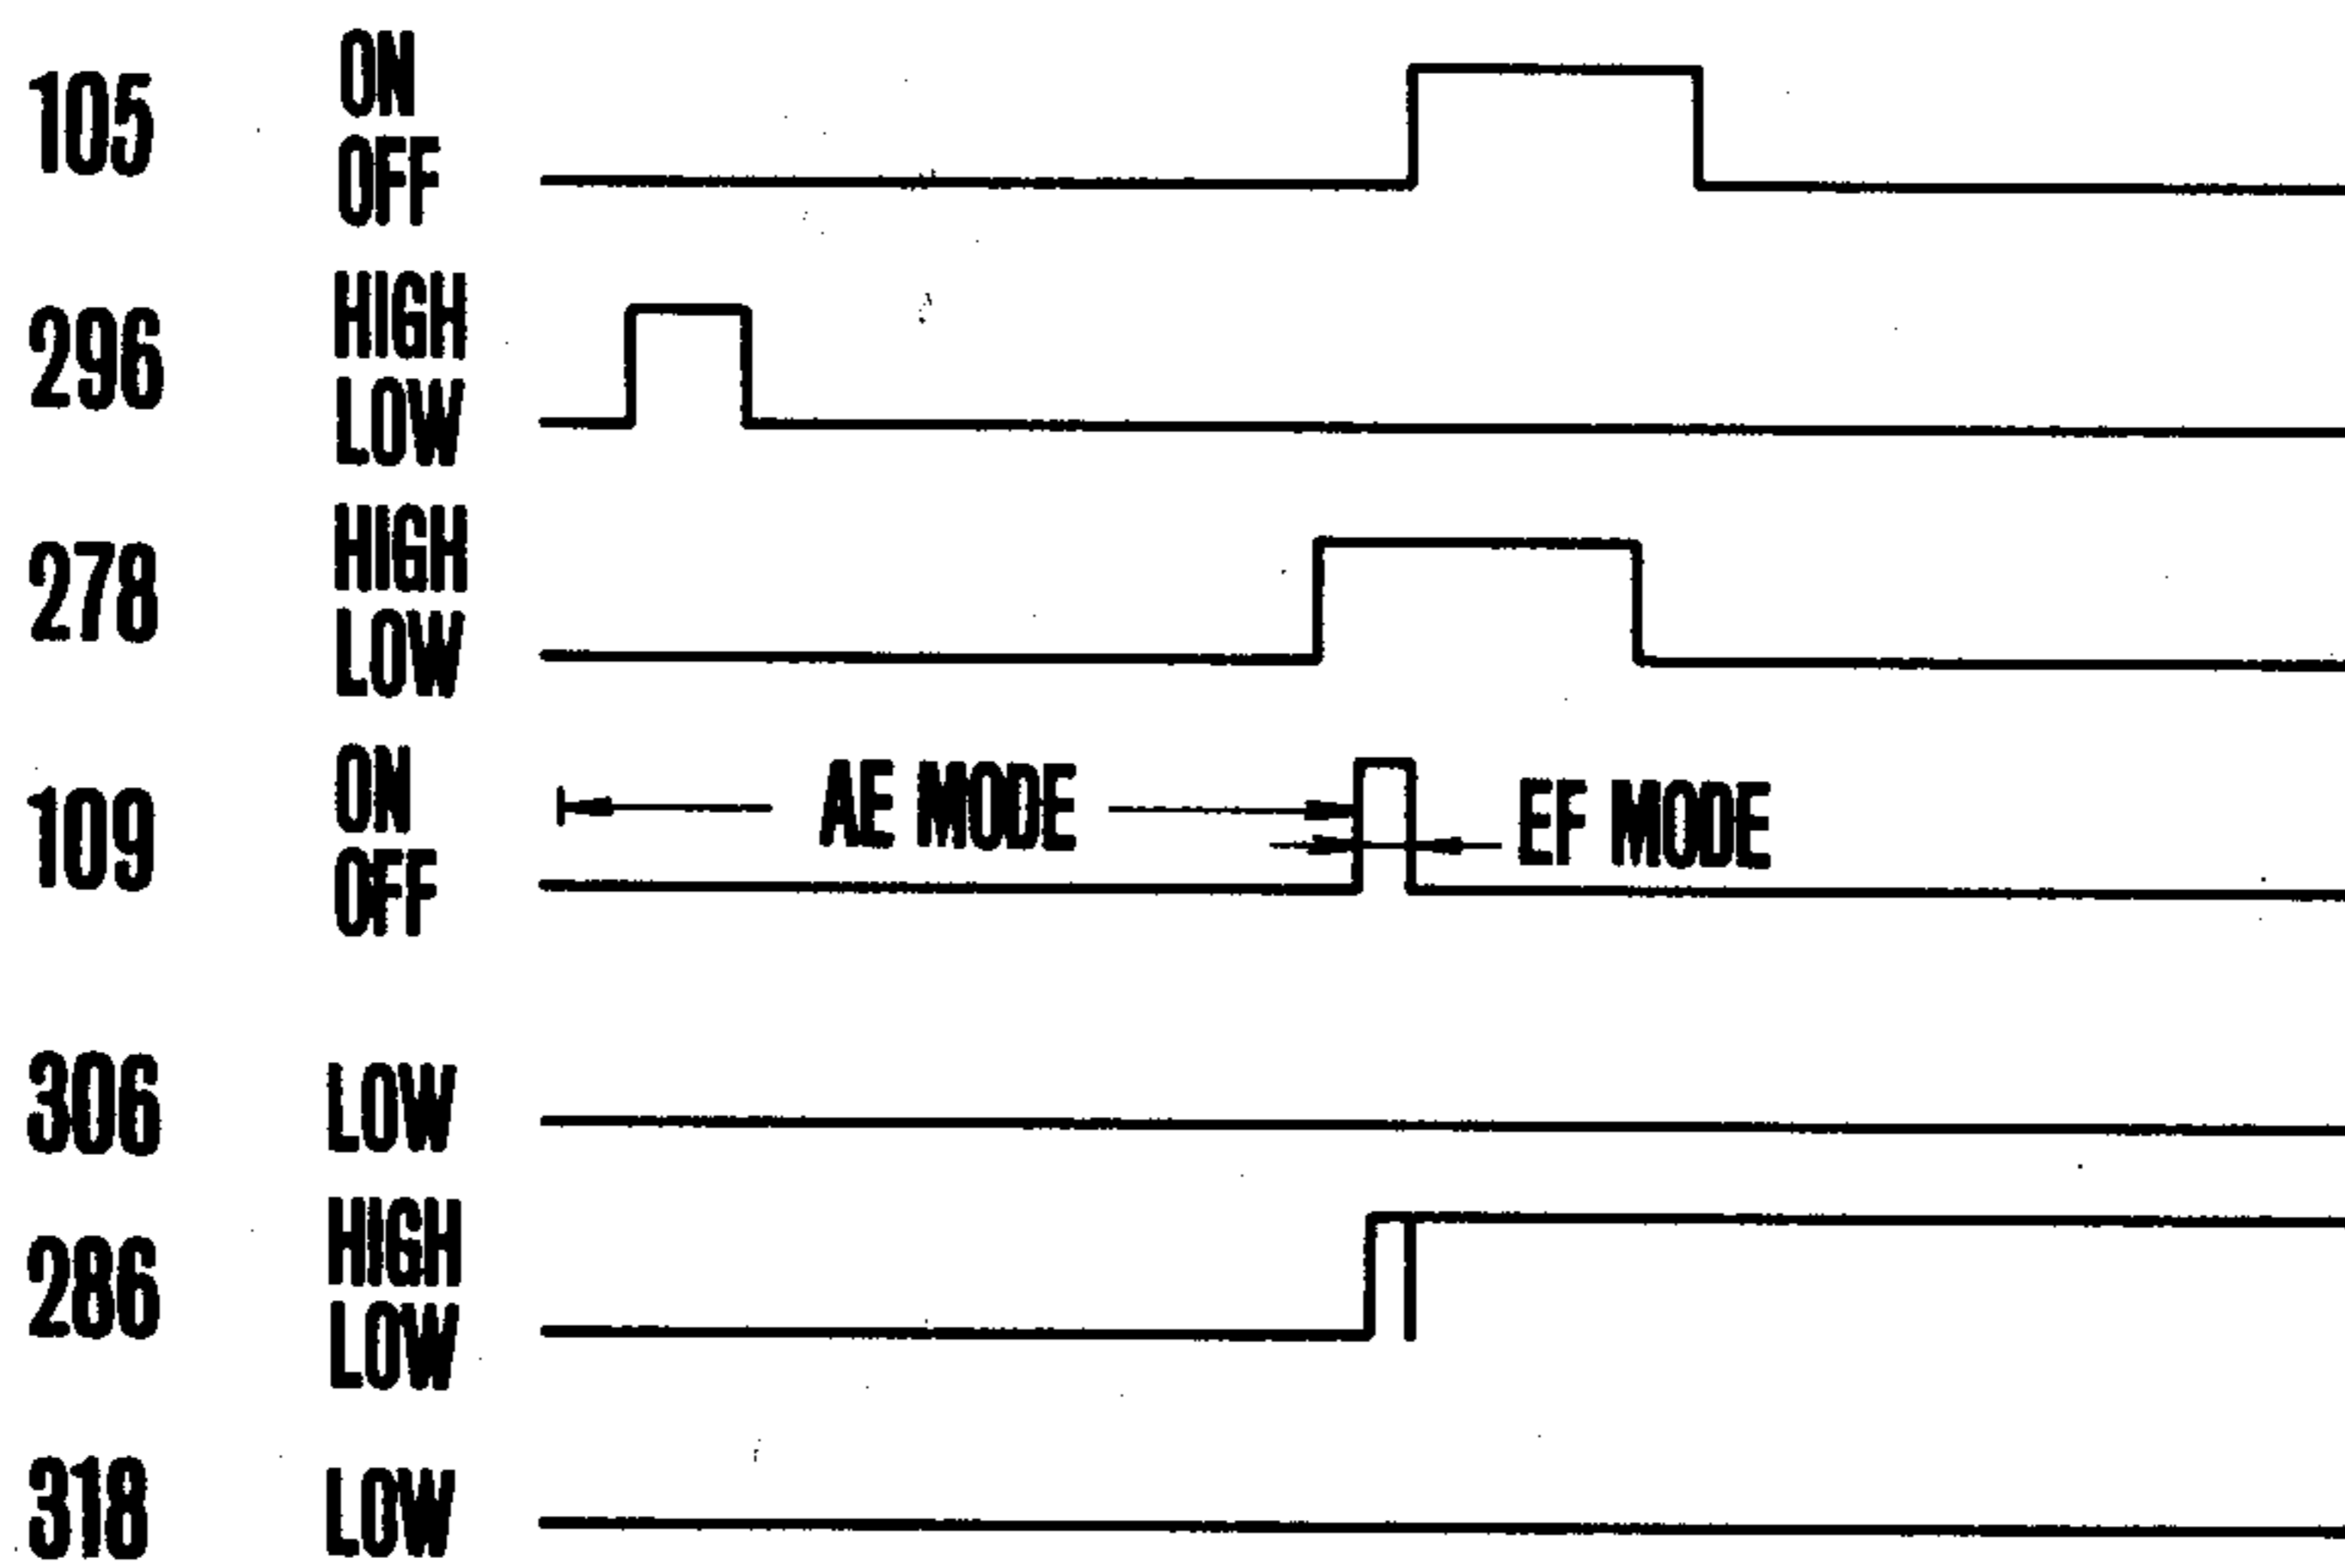 ON
105
OFF
HIGH
296
LOW
HIGH
278
LOW
ON AE MODE EF MODE
109
OFF
306 LOW
HIGH
286
LOW
318 LOW